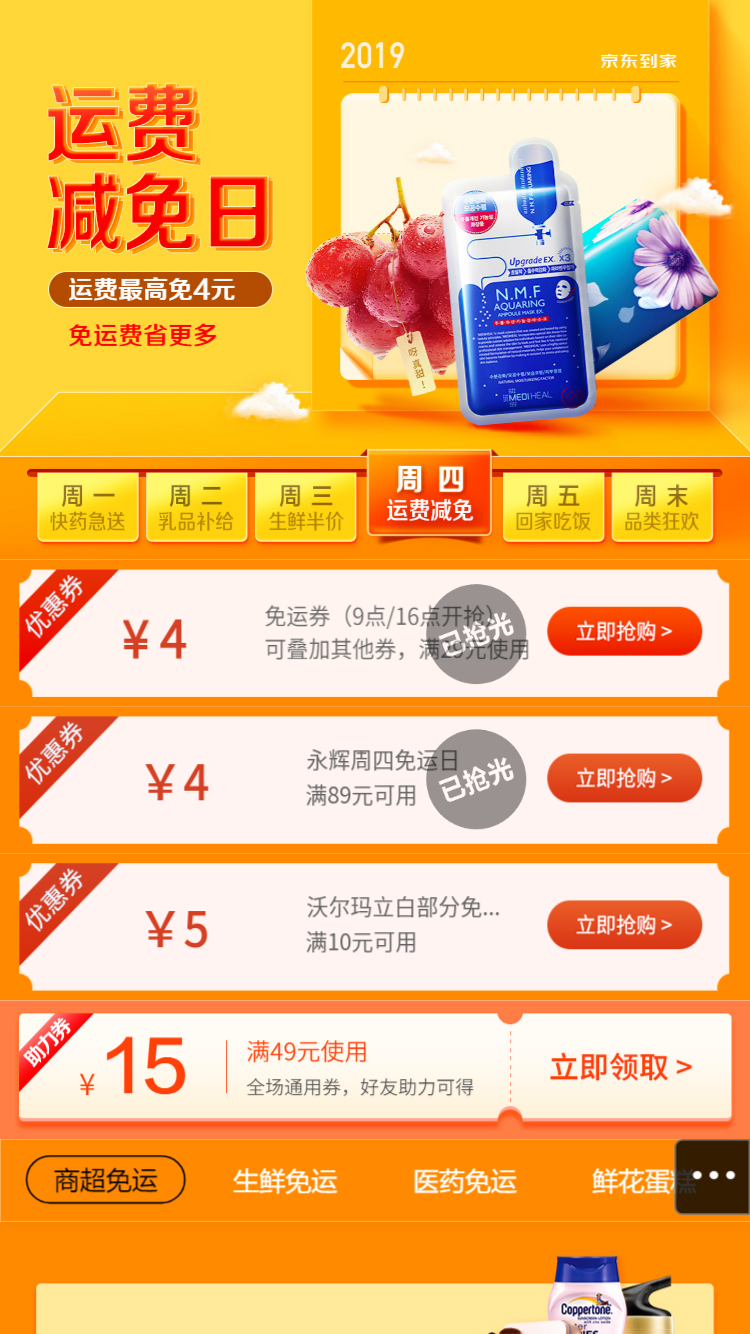 2019
京东到家
运费
减免日
运费最高免4元
免运费省更多
呀真甜！
Upgrade EX. X3
N.M.F
AQUARING
AMPOULE MASK EX.
NATURAL MOISTURIZING FACTOR
MEDIHEAL
周一
快药急送
周二
乳品补给
周三
生鲜半价
周四
运费减免
周五
回家吃饭
周末
品类狂欢
优惠券
¥4
免运券（9点/16点开抢）
可叠加其他券，满29元使用
已抢光
立即抢购>
优惠券
¥4
永辉周四免运日
满89元可用
已抢光
立即抢购>
优惠券
¥5
沃尔玛立白部分免...
满10元可用
立即抢购>
助力券
¥15
满49元使用
全场通用券，好友助力可得
立即领取 >
商超免运
生鲜免运
医药免运
鲜花蛋糕
Coppertone